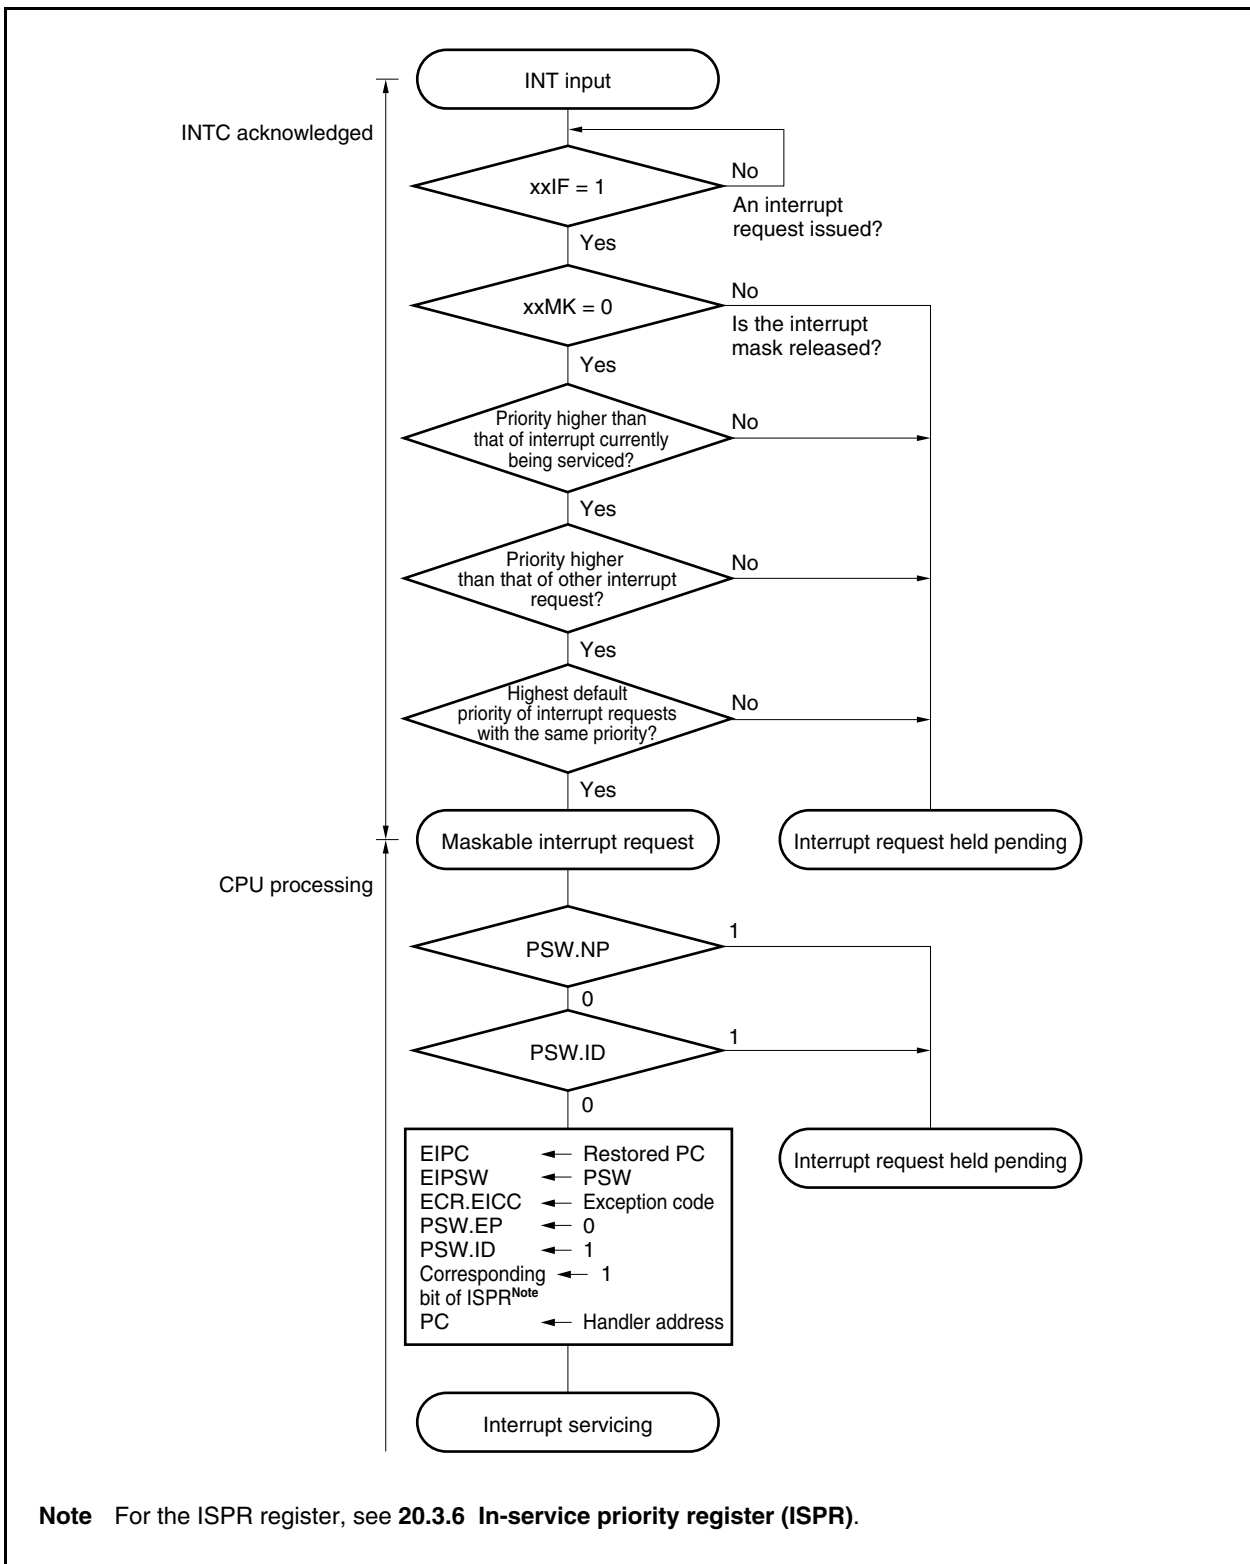 INT input
INTC acknowledged
xxIF = 1
No
An interrupt
request issued?
Yes
xxMK = 0
No
Is the interrupt
mask released?
Yes
Priority higher than
that of interrupt currently
being serviced?
No
Yes
Priority higher
than that of other interrupt
request?
No
Yes
Highest default
priority of interrupt requests
with the same priority?
No
Yes
Maskable interrupt request
Interrupt request held pending
CPU processing
PSW.NP
1
0
PSW.ID
1
0
EIPC ← Restored PC
EIPSW ← PSW
ECR.EICC ← Exception code
PSW.EP ← 0
PSW.ID ← 1
Corresponding ← 1
bit of ISPRNote
PC ← Handler address
Interrupt request held pending
Interrupt servicing
Note For the ISPR register, see 20.3.6 In-service priority register (ISPR).